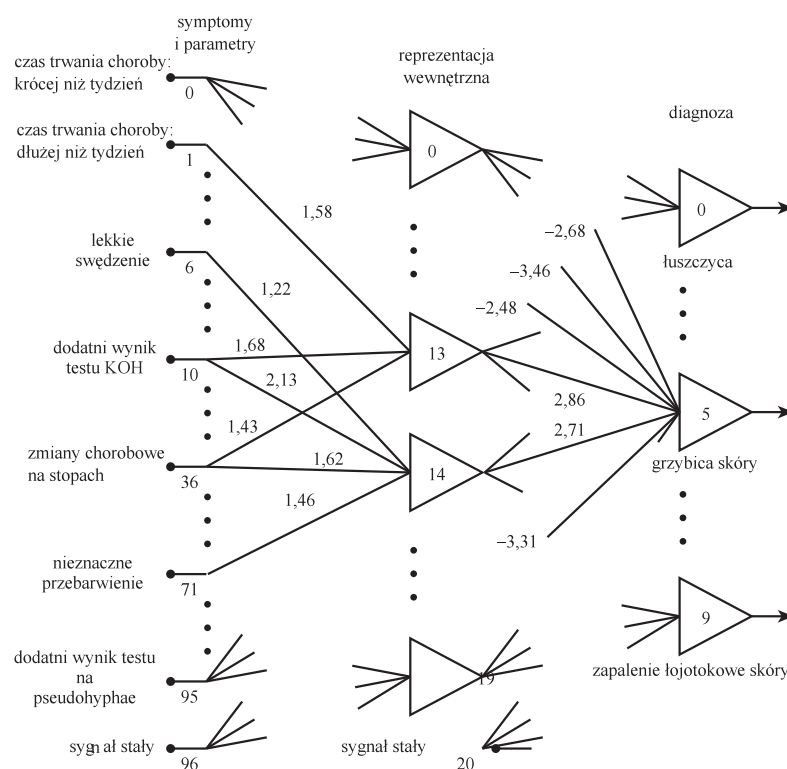 symptomy
i parametry
czas trwania choroby:
krócej niż tydzień
0
czas trwania choroby:
dłużej niż tydzień
1
lekkie
swędzenie
6
dodatni wynik
testu KOH
10
zmiany chorobowe
na stopach
36
nieznaczne
przebarwienie
71
dodatni wynik testu
na
pseudohyphae
95
sygnał stały
96
1,58
1,22
1,68
2,13
1,43
1,62
1,46
reprezentacja
wewnętrzna
0
13
14
19
sygnał stały
20
−2,68
−3,46
−2,48
2,86
2,71
−3,31
diagnoza
0
łuszczyca
5
grzybica skóry
9
zapalenie łojotokowe skóry